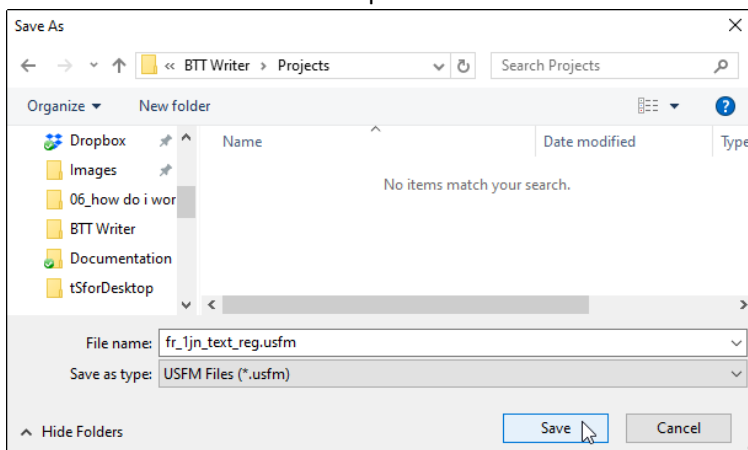 Save As
« BTT Writer > Projects
Search Projects
Organize
New folder
Name
Date modified
Type
Dropbox
Images
06_how do i wor
BTT Writer
Documentation
tSforDesktop
No items match your search.
File name: fr_1jn_text_reg.usfm
Save as type: USFM Files (*.usfm)
Hide Folders
Save
Cancel